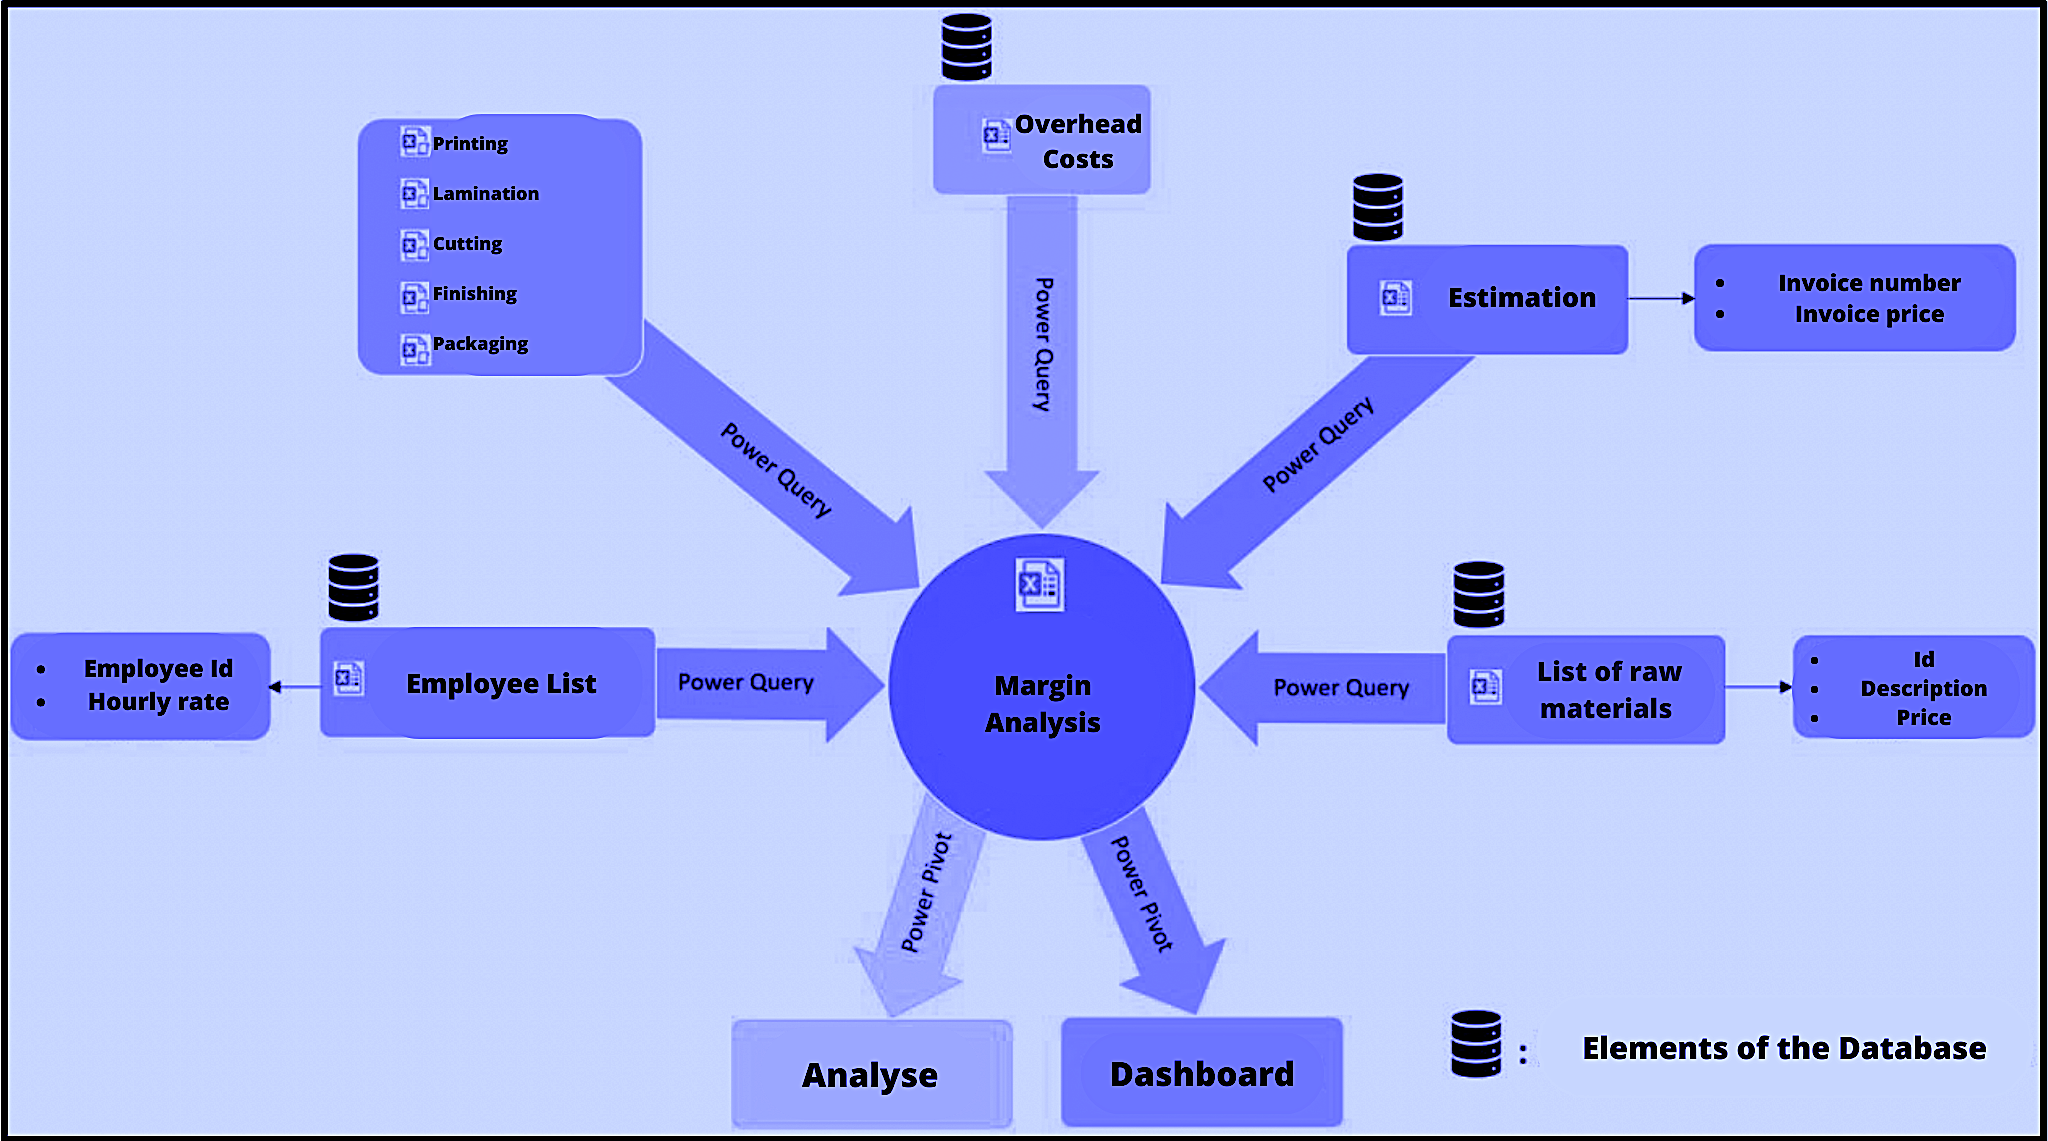 Overhead
Costs
Printing
Lamination
Cutting
Finishing
Packaging
Power Query
Power Query
Power Query
Estimation
• Invoice number
• Invoice price
• Employee Id
• Hourly rate
Employee List
Power Query
Margin
Analysis
Power Query
List of raw
materials
• Id
• Description
• Price
Power Pivot
Power Pivot
Analyse
Dashboard
: Elements of the Database